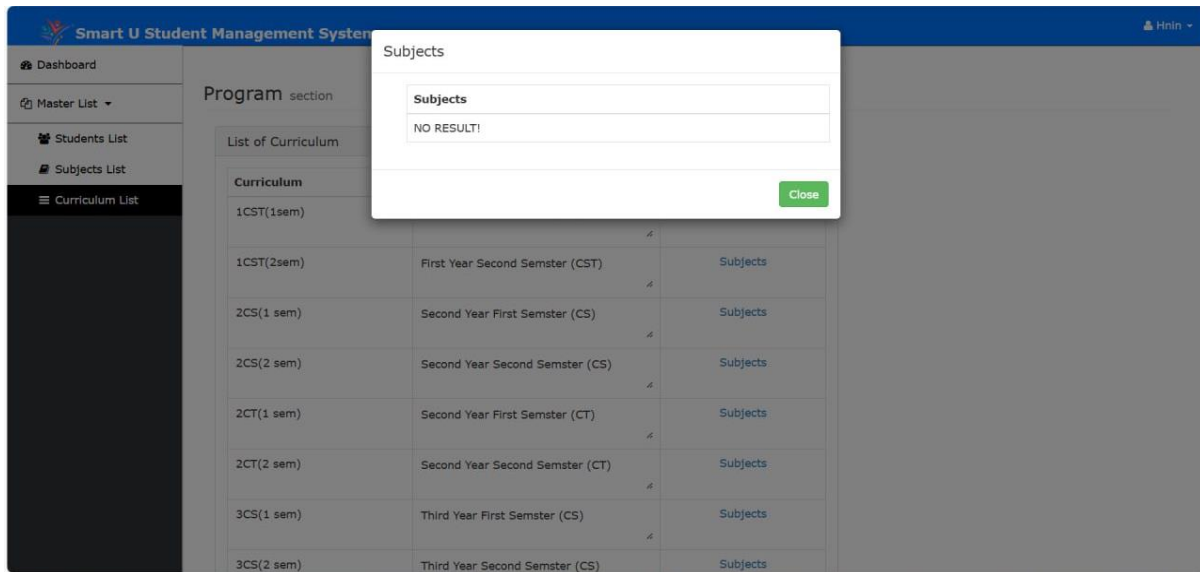 Smart U Student Management System
Hnin
Dashboard
Master List
Students List
Subjects List
Curriculum List
Program section
List of Curriculum
Subjects
Subjects
NO RESULT!
Close
Curriculum
1CST(1sem)
1CST(2sem) First Year Second Semster (CST) Subjects
2CS(1 sem) Second Year First Semster (CS) Subjects
2CS(2 sem) Second Year Second Semster (CS) Subjects
2CT(1 sem) Second Year First Semster (CT) Subjects
2CT(2 sem) Second Year Second Semster (CT) Subjects
3CS(1 sem) Third Year First Semster (CS) Subjects
3CS(2 sem) Third Year Second Semster (CS) Subjects